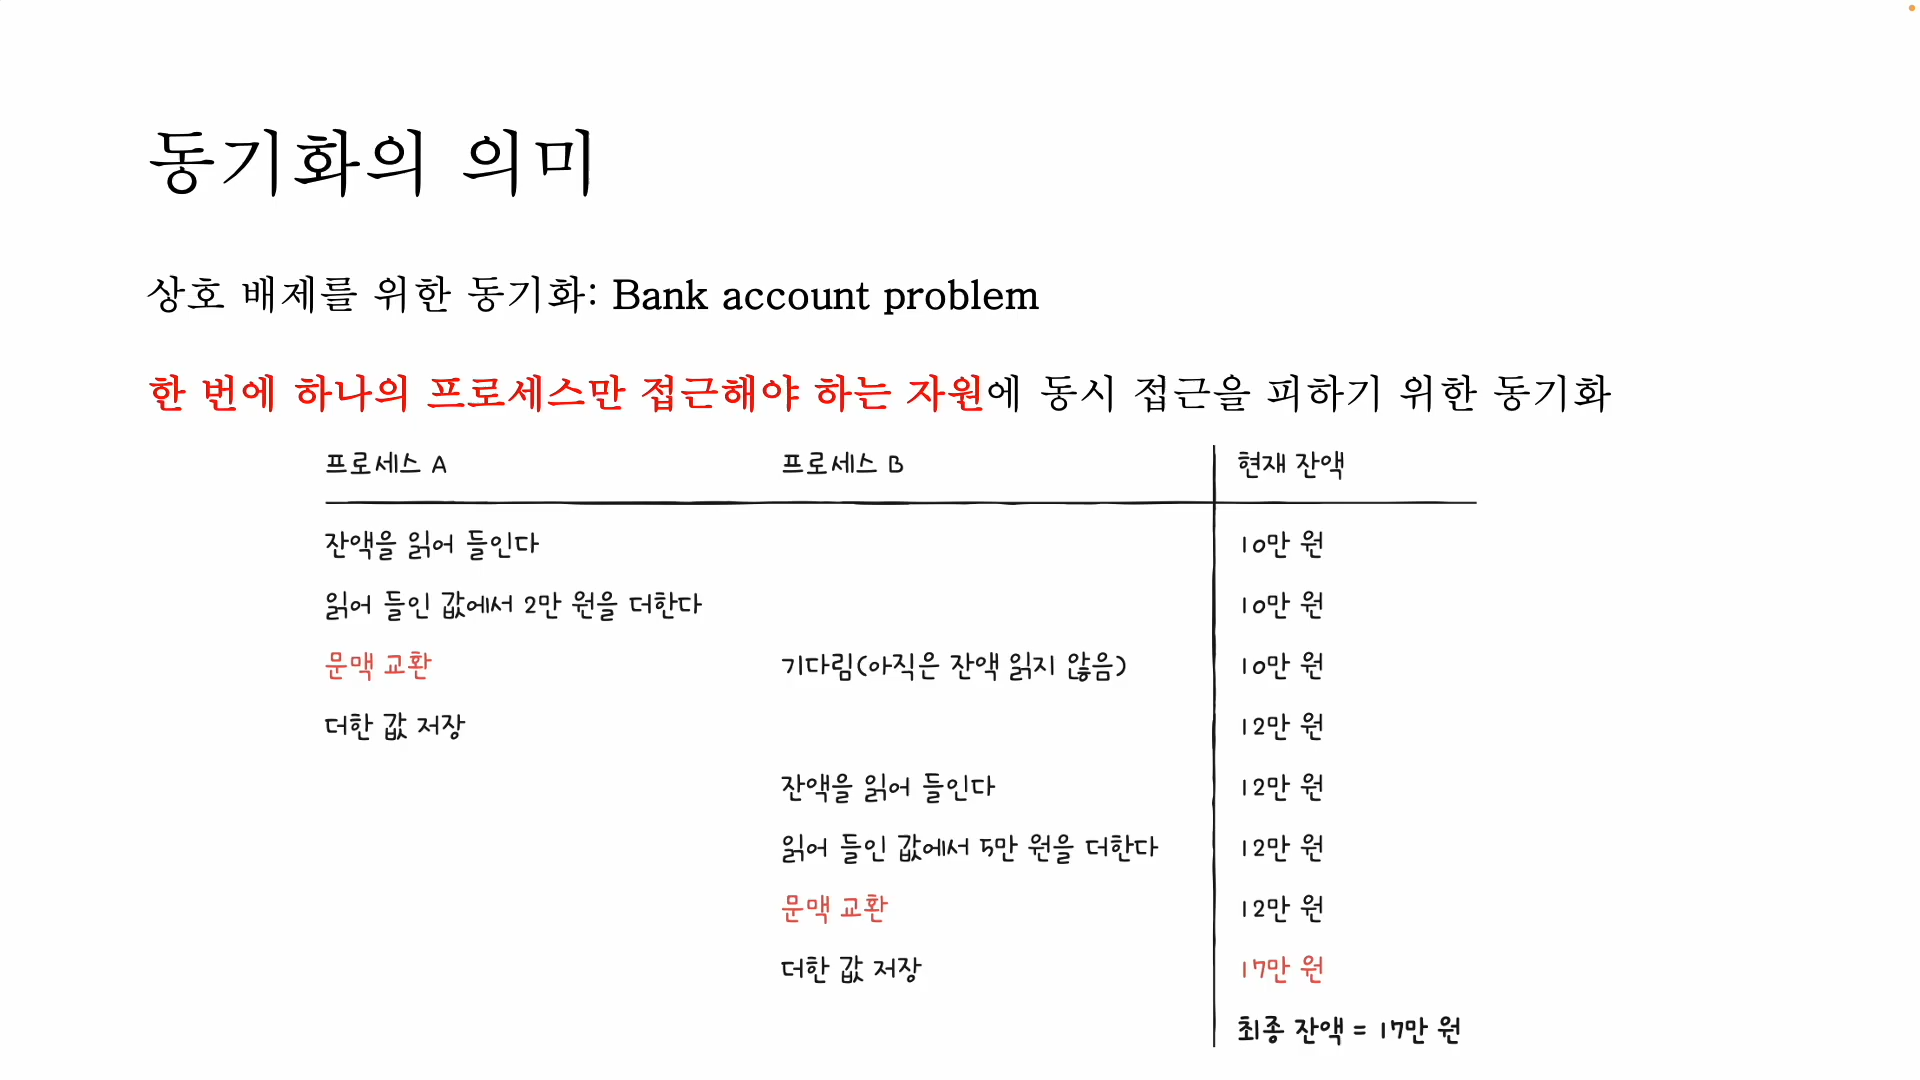 동기화의 의미
상호 배제를 위한 동기화: Bank account problem
한 번에 하나의 프로세스만 접근해야 하는 자원에 동시 접근을 피하기 위한 동기화
프로세스 A 프로세스 B 현재 잔액
잔액을 읽어 들인다 10만 원
읽어 들인 값에서 2만 원을 더한다 10만 원
문맥 교환 기다림(아직은 잔액 읽지 않음) 10만 원
더한 값 저장 12만 원
잔액을 읽어 들인다 12만 원
읽어 들인 값에서 5만 원을 더한다 12만 원
문맥 교환 12만 원
더한 값 저장 17만 원
최종 잔액 = 17만 원